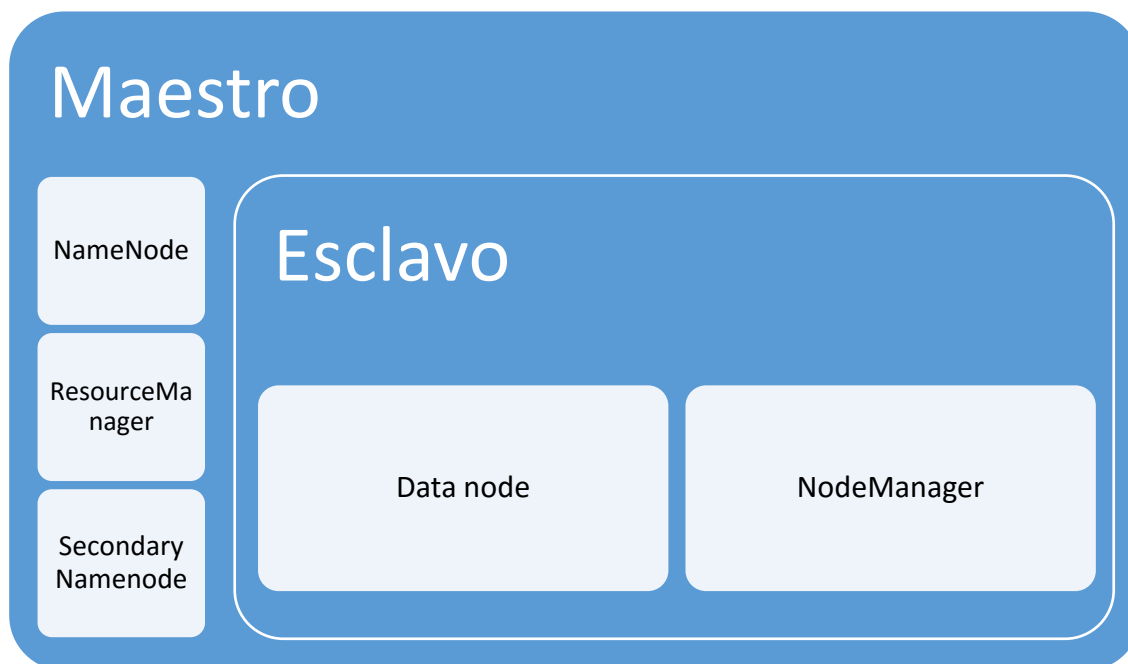 Maestro
NameNode
ResourceMa
nager
Secondary
Namenode
Esclavo
Data node
NodeManager